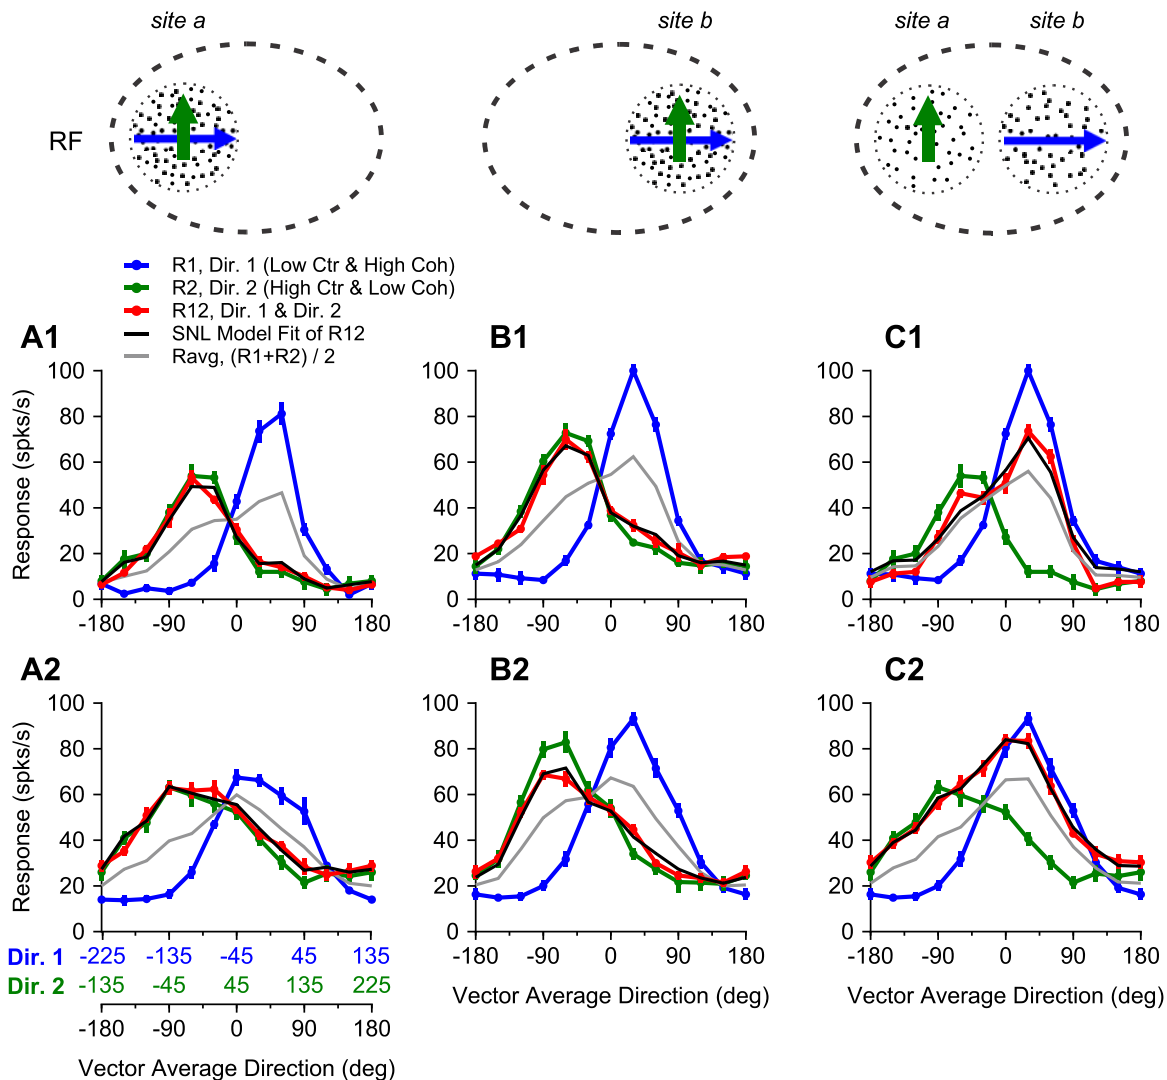 site a
site b
site a site b
RF
R1, Dir. 1 (Low Ctr & High Coh)
R2, Dir. 2 (High Ctr & Low Coh)
R12, Dir. 1 & Dir. 2
SNL Model Fit of R12
Ravg, (R1+R2) / 2
A1
B1
C1
Response (spks/s)
100
80
60
40
20
0
-180 -90 0 90 180
100
80
60
40
20
0
-180 -90 0 90 180
100
80
60
40
20
0
-180 -90 0 90 180
A2
B2
C2
Response (spks/s)
100
80
60
40
20
0
100
80
60
40
20
0
-180 -90 0 90 180
Vector Average Direction (deg)
100
80
60
40
20
0
-180 -90 0 90 180
Vector Average Direction (deg)
Dir. 1 -225 -135 -45 45 135
Dir. 2 -135 -45 45 135 225
-180 -90 0 90 180
Vector Average Direction (deg)